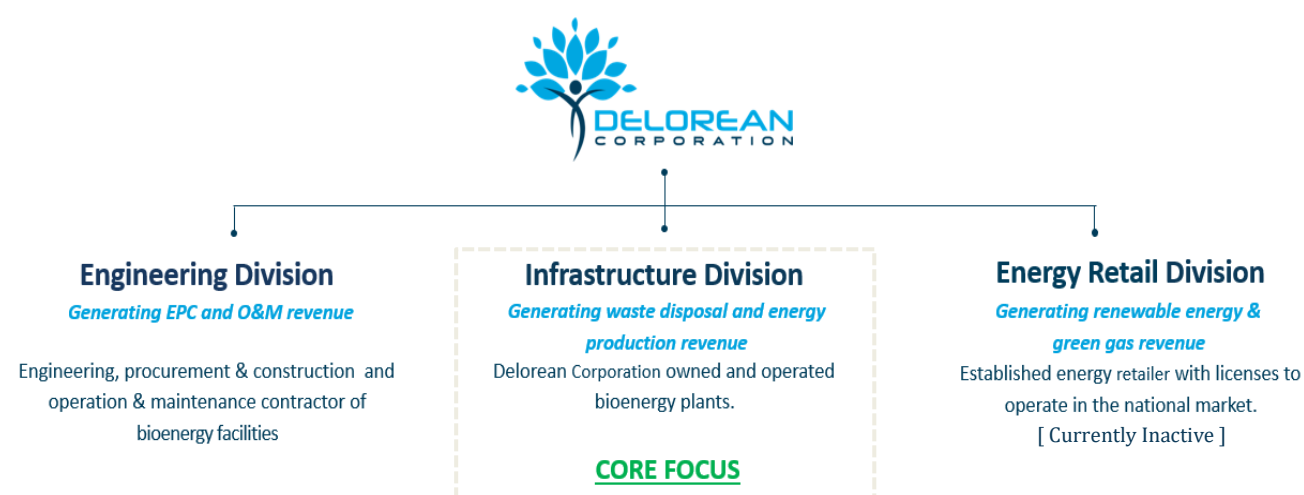 DELOREAN
CORPORATION
Engineering Division
Generating EPC and O&M revenue
Engineering, procurement & construction and
operation & maintenance contractor of
bioenergy facilities
Infrastructure Division
Generating waste disposal and energy
production revenue
Delorean Corporation owned and operated
bioenergy plants.
CORE FOCUS
Energy Retail Division
Generating renewable energy &
green gas revenue
Established energy retailer with licenses to
operate in the national market.
[ Currently Inactive ]